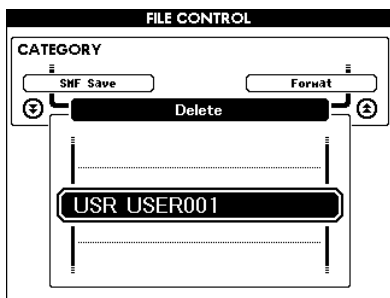 FILE CONTROL
CATEGORY
SMF Save
Format
Delete
USR USER001